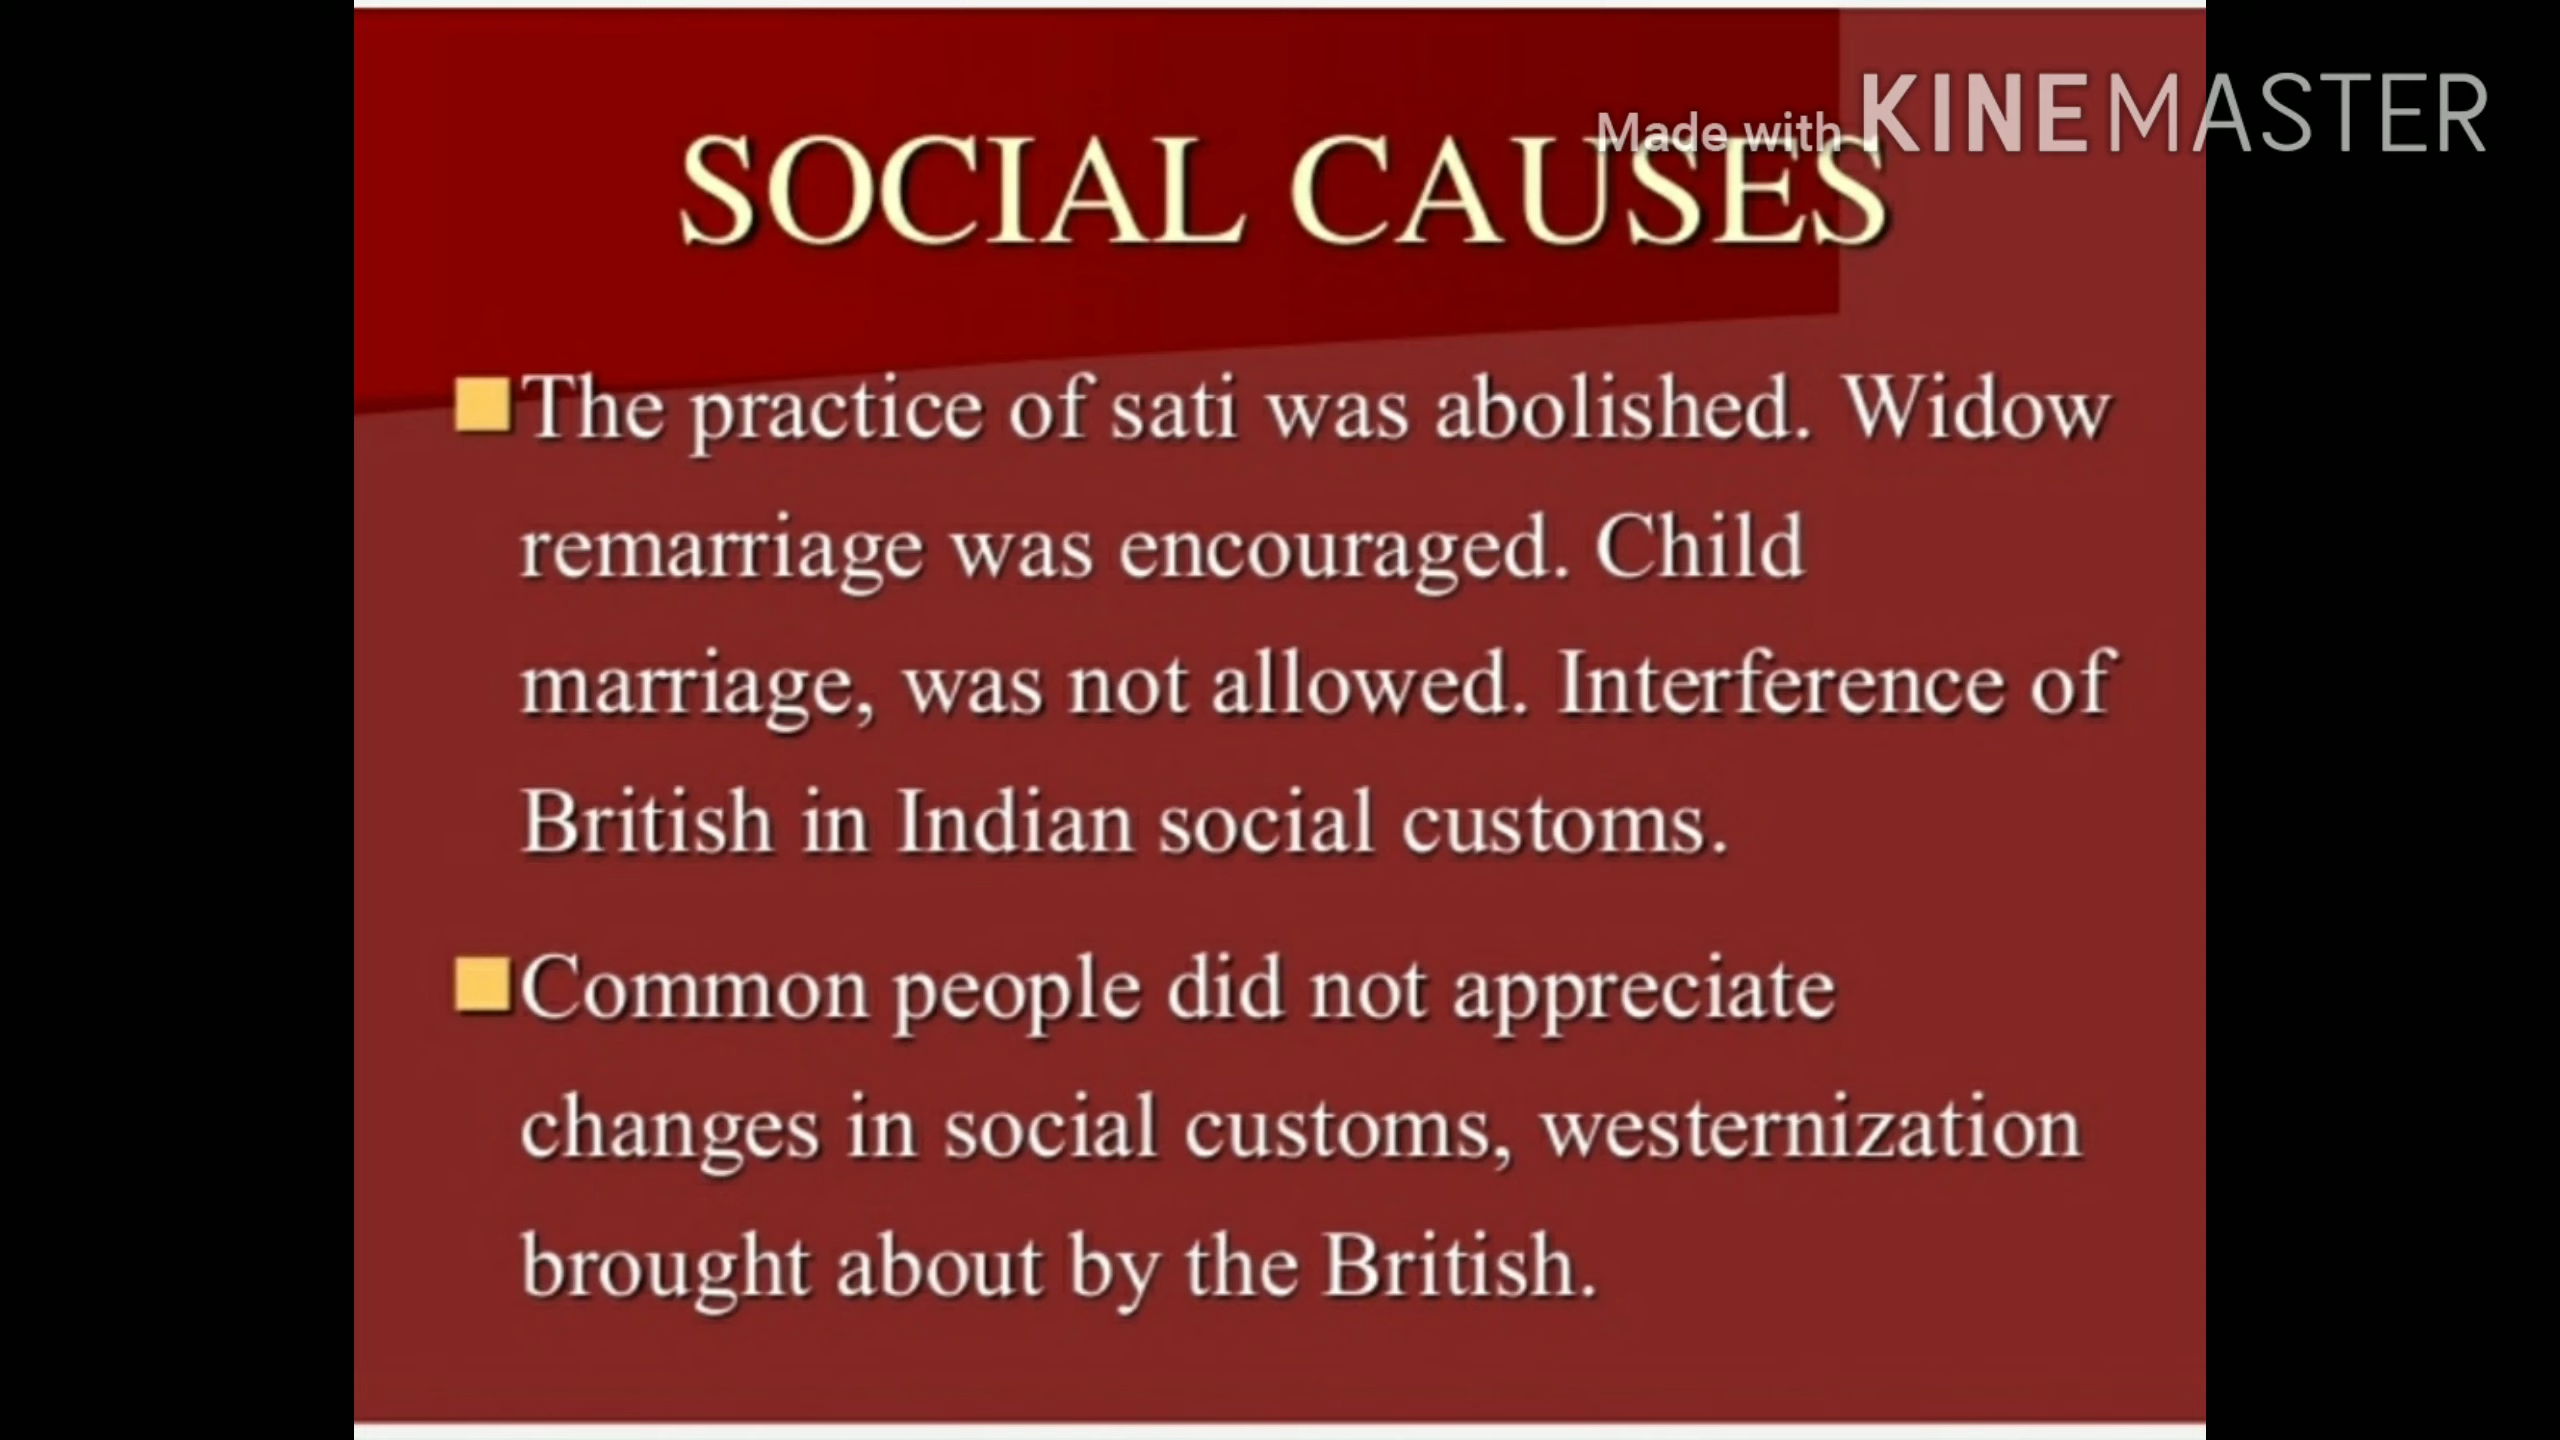 Made with KINEMASTER
SOCIAL CAUSES
The practice of sati was abolished. Widow
remarriage was encouraged. Child
marriage, was not allowed. Interference of
British in Indian social customs.
Common people did not appreciate
changes in social customs, westernization
brought about by the British.